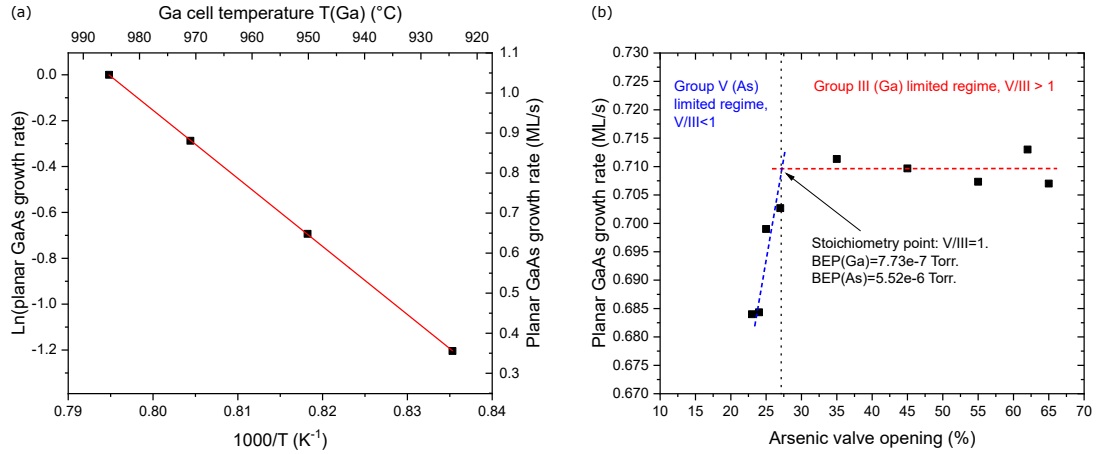 (a)
Ga cell temperature T(Ga) (°C)
990 985 980 975 970 965 960 955 950 945 940 935 930 925 920
Ln(planar GaAs growth rate)
0.0
-0.2
-0.4
-0.6
-0.8
-1.0
-1.2
1.1
1.0
0.9
0.8
0.7
0.6
0.5
0.4
0.3
Planar GaAs growth rate (ML/s)
0.79 0.80 0.81 0.82 0.83 0.84
1000/T (K⁻¹)
(b)
Planar GaAs growth rate (ML/s)
0.730
0.725
0.720
0.715
0.710
0.705
0.700
0.695
0.690
0.685
0.680
0.675
0.670
Group V (As)
limited regime,
V/III<1
Group III (Ga) limited regime, V/III > 1
Stoichiometry point: V/III=1.
BEP(Ga)=7.73e-7 Torr.
BEP(As)=5.52e-6 Torr.
10 15 20 25 30 35 40 45 50 55 60 65 70
Arsenic valve opening (%)